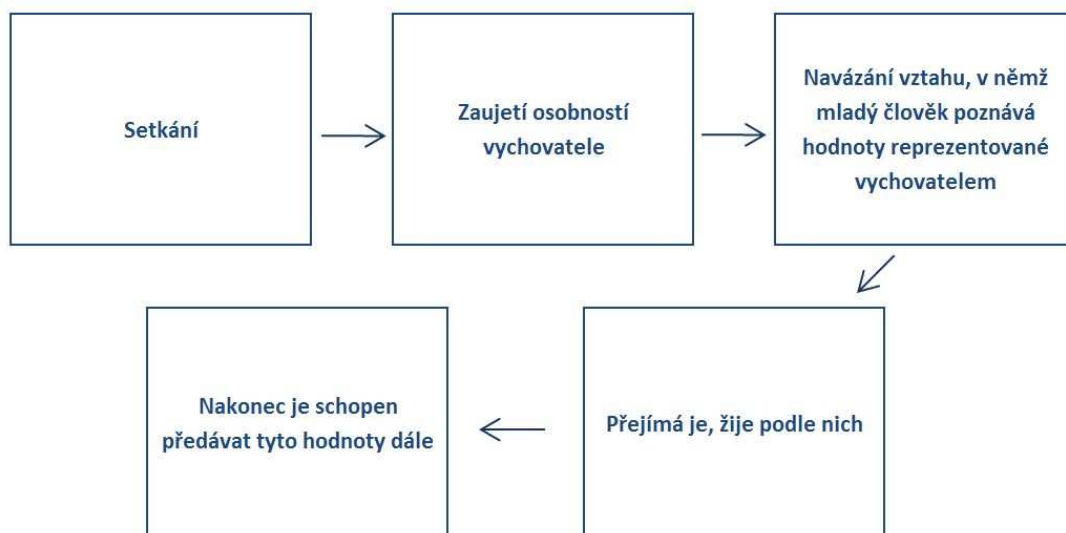 Setkání
Zaujetí osobností
vychovatele
Navázání vztahu, v němž
mladý člověk poznává
hodnoty reprezentované
vychovatelem
Přejímá je, žije podle nich
Nakonec je schopen
předávat tyto hodnoty dále